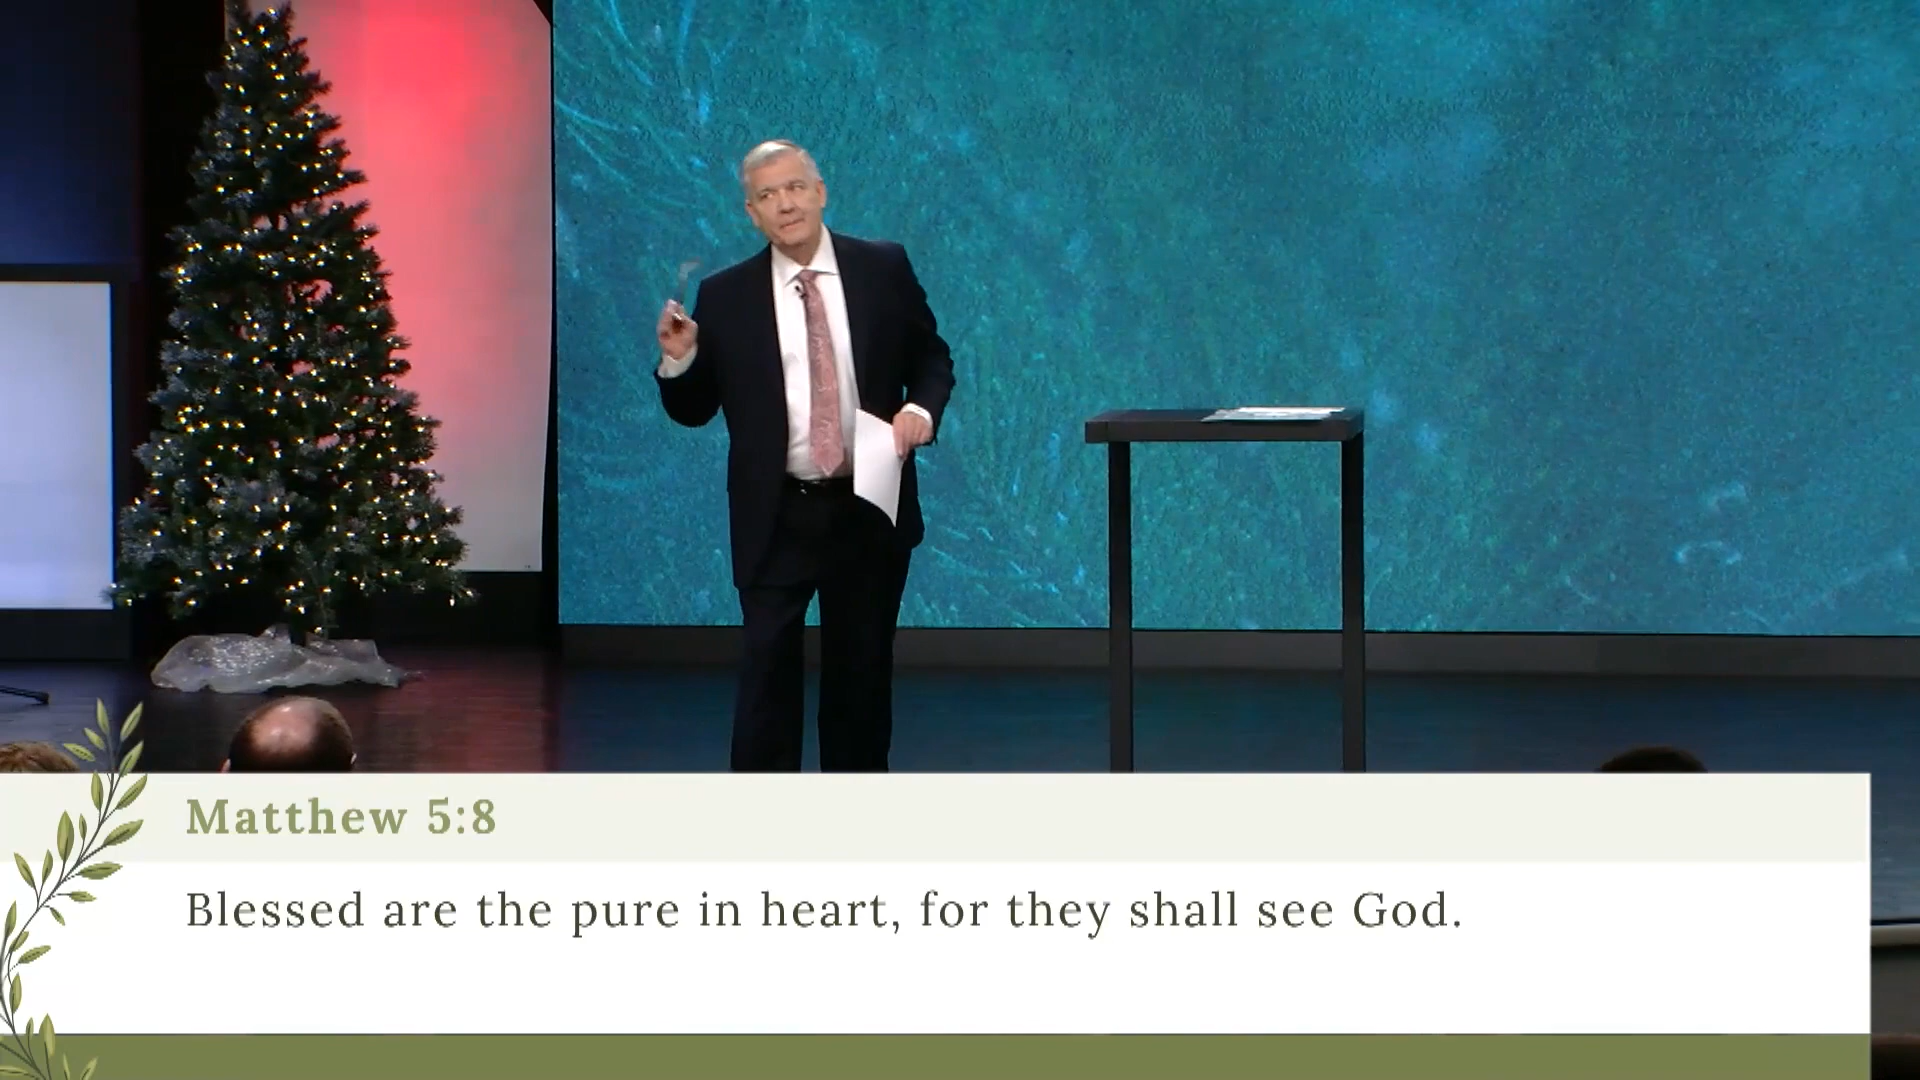 Matthew 5:8
Blessed are the pure in heart, for they shall see God.